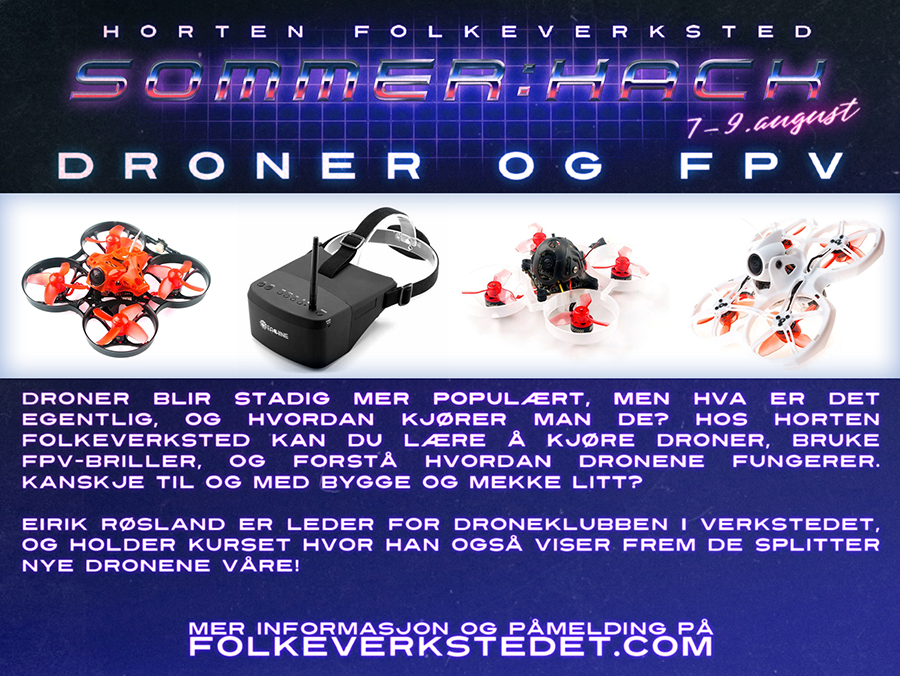 HORTEN FOLKEVERKSTED
SOMMER:HACK
7-9.august
DRONER OG FPV
EACHINE
DRONER BLIR STADIG MER POPULÆRT, MEN HVA ER DET
EGENTLIG, OG HVORDAN KJØRER MAN DE? HOS HORTEN
FOLKEVERKSTED KAN DU LÆRE Å KJØRE DRONER, BRUKE
FPV-BRILLER, OG FORSTÅ HVORDAN DRONENE FUNGERER.
KANSKJE TIL OG MED BYGGE OG MEKKE LITT?
EIRIK RØSLAND ER LEDER FOR DRONEKLUBBEN I VERKSTEDET,
OG HOLDER KURSET HVOR HAN OGSÅ VISER FREM DE SPLITTER
NYE DRONENE VÅRE!
MER INFORMASJON OG PÅMELDING PÅ
FOLKEVERKSTEDET.COM